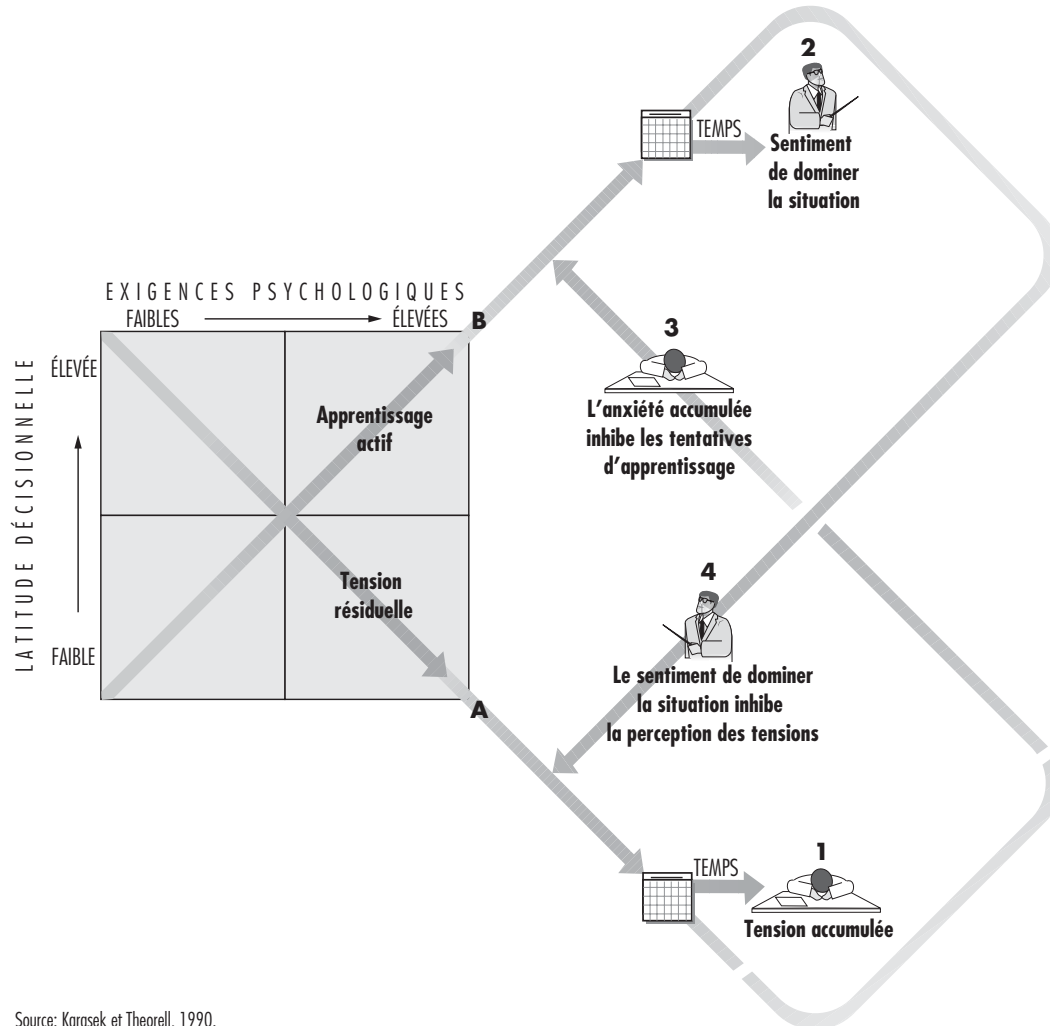 2
TEMPS
Sentiment
de dominer
la situation
EXIGENCES PSYCHOLOGIQUES
FAIBLES
ÉLEVÉES
B
LATITUDE DÉCISIONNELLE
ÉLEVÉE
FAIBLE
Apprentissage
actif
Tension
résiduelle
A
3
L'anxiété accumulée
inhibe les tentatives
d'apprentissage
4
Le sentiment de dominer
la situation inhibe
la perception des tensions
TEMPS
1
Tension accumulée
Source: Karasek et Theorell, 1990.